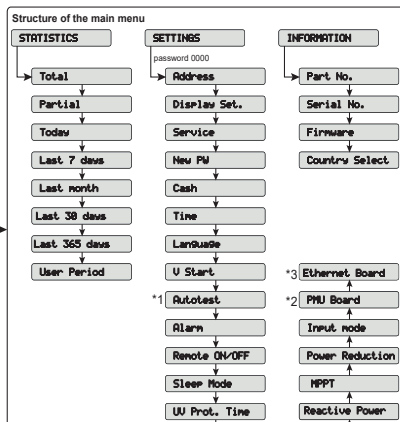 Structure of the main menu
STATISTICS
Total
Partial
Today
Last 7 days
Last month
Last 30 days
Last 365 days
User Period
SETTINGS
password 0000
Address
Display Set.
Service
New PW
Cash
Time
Language
V Start
*1 Autotest
Alarm
Remote ON/OFF
Sleep Mode
UV Prot. Time
INFORMATION
Part No.
Serial No.
Firmware
Country Select
*3 Ethernet Board
*2 PMU Board
Input mode
Power Reduction
MPPT
Reactive Power